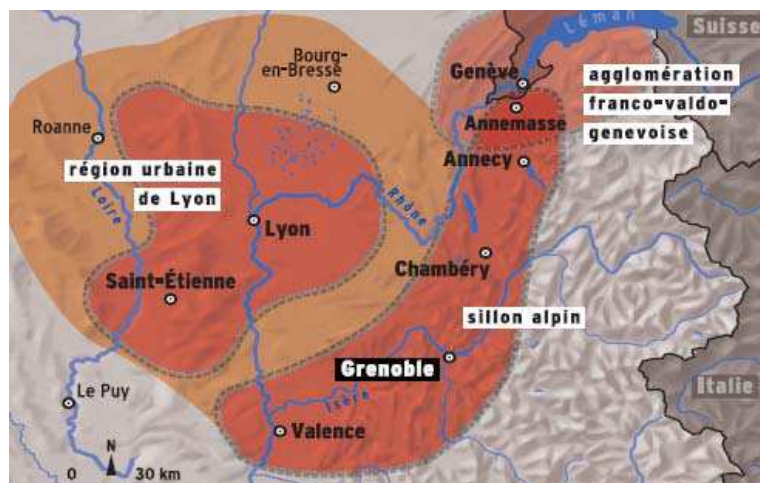 Léman
Suisse
Bourg-
en-Bresse
Genève
agglomération
franco-valdo-
genevoise
Annemasse
Roanne
Annecy
région urbaine
de Lyon
Loire
Rhône
Lyon
Chambéry
Saint-Étienne
sillon alpin
Grenoble
Italie
Le Puy
Isère
Valence
N
0 30 km